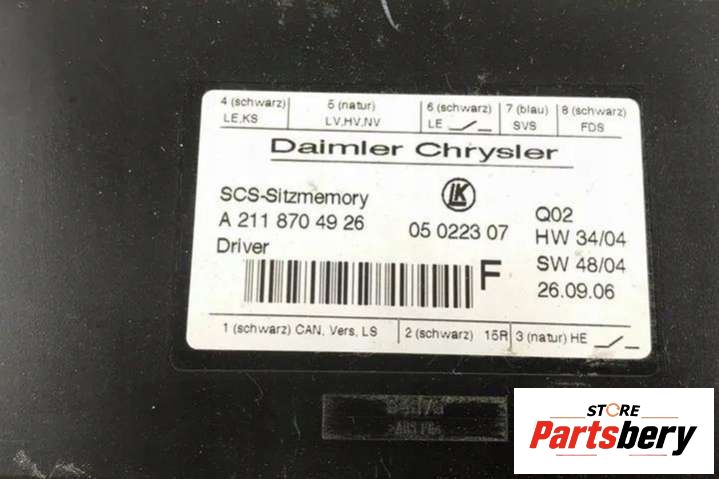 4 (schwarz) 5 (natur) 6 (schwarz) 7 (blau) 8 (schwarz)
LE,KS LV,HV,NV LE SVS FDS
Daimler Chrysler
SCS-Sitzmemory LK Q02
A 211 870 49 26 05 0223 07 HW 34/04
Driver SW 48/04
F 26.09.06
1 (schwarz) CAN, Vers, LS 2 (schwarz) 15R 3 (natur) HE
STORE
Partsbery